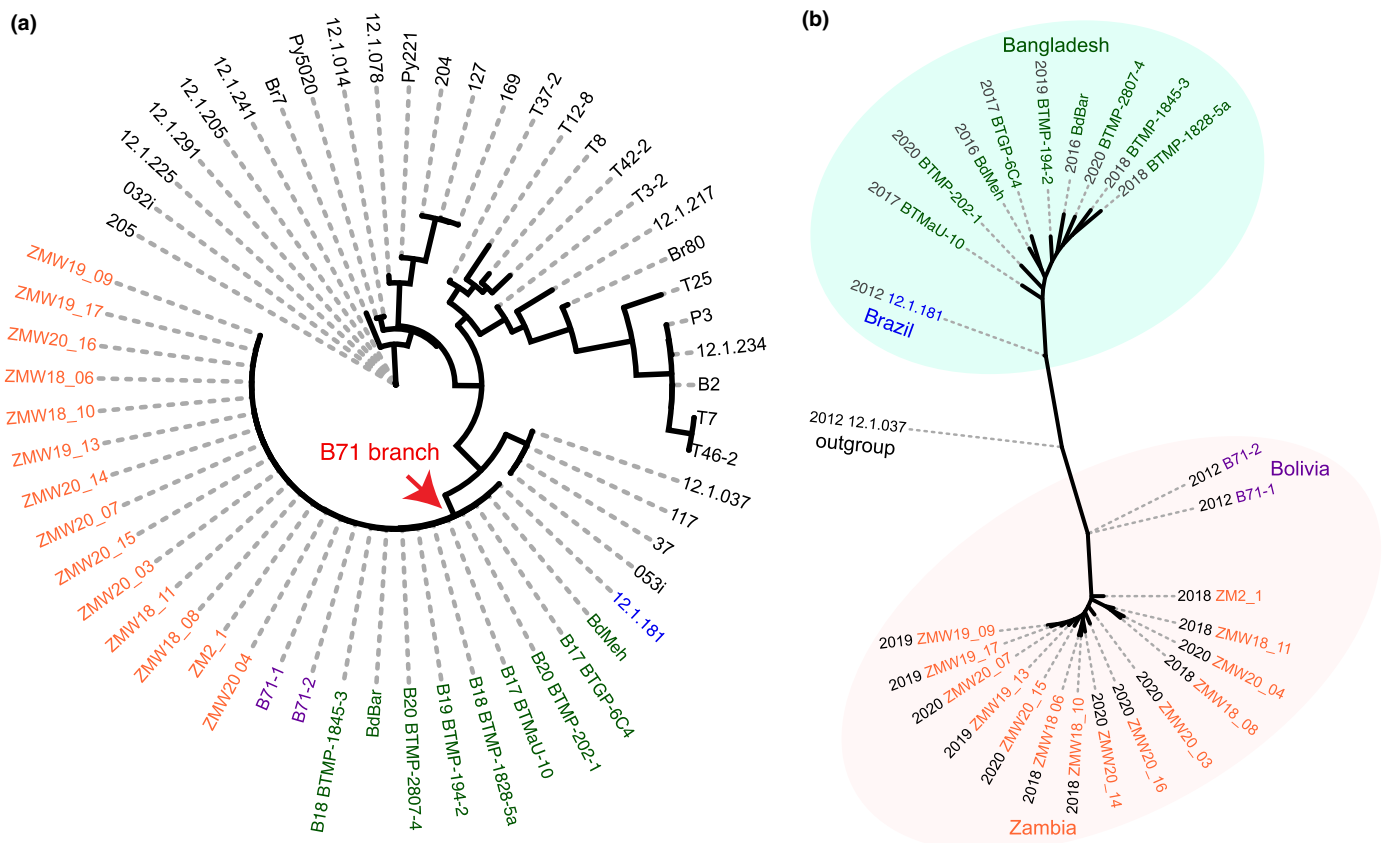 (a)
205
032i
12.1.225
12.1.291
12.1.205
12.1.241
Br7
Py5020
12.1.014
12.1.078
Py221
204
127
169
T37-2
T12-8
T8
T42-2
T3-2
12.1.217
Br80
T25
P3
12.1.234
B2
T7
T46-2
12.1.037
117
37
053i
12.1.181
BdMeh
B17 BTGP-6C4
B20 BTMP-202-1
B17 BTMaU-10
B18 BTMP-1828-5a
B19 BTMP-194-2
B20 BTMP-2807-4
BdBar
B18 BTMP-1845-3
B71-2
B71-1
ZMW20 04
ZM2_1
ZMW18_08
ZMW18_11
ZMW20_03
ZMW20_15
ZMW20_07
ZMW20_14
ZMW19_13
ZMW18_10
ZMW18_06
ZMW20_16
ZMW19_17
ZMW19_09
B71 branch
(b)
Bangladesh
2017 BTMaU-10
2020 BTMP-202-1
2016 BdMeh
2017 BTGP-6C4
2019 BTMP-194-2
2016 BdBar
2020 BTMP-2807-4
2018 BTMP-1845-3
2018 BTMP-1828-5a
2012 12.1.181
Brazil
2012 12.1.037
outgroup
2012 B71-2
Bolivia
2012 B71-1
2018 ZM2_1
2018 ZMW18_11
2020 ZMW20_04
2018 ZMW18_08
2020 ZMW20_03
2020 ZMW20_16
2020 ZMW20_14
2018 ZMW18_10
2018 ZMW18 06
2020 ZMW20_15
2019 ZMW19_13
2020 ZMW20_07
2019 ZMW19_17
2019 ZMW19_09
Zambia